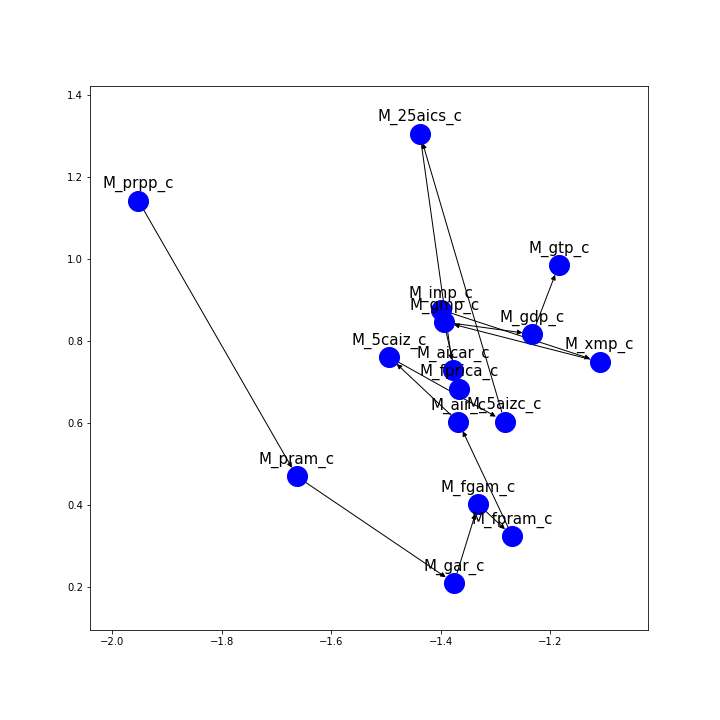 1.4
M_25aics_c
1.2
M_prpp_c
M_gtp_c
1.0
M_imp_c
M_gmp_c
M_gdp_c
0.8
M_5caiz_c
M_xmp_c
M_aicar_c
M_fprica_c
0.6
M_air_c
M_5aizc_c
M_pram_c
0.4
M_fgam_c
M_fpram_c
M_gar_c
0.2
−2.0 −1.8 −1.6 −1.4 −1.2